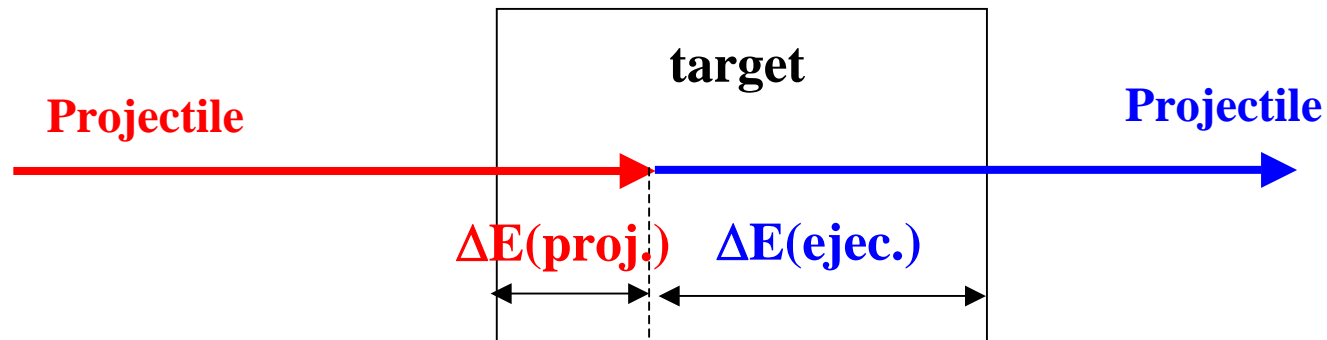 target
Projectile
Projectile
ΔE(proj.)
ΔE(ejec.)